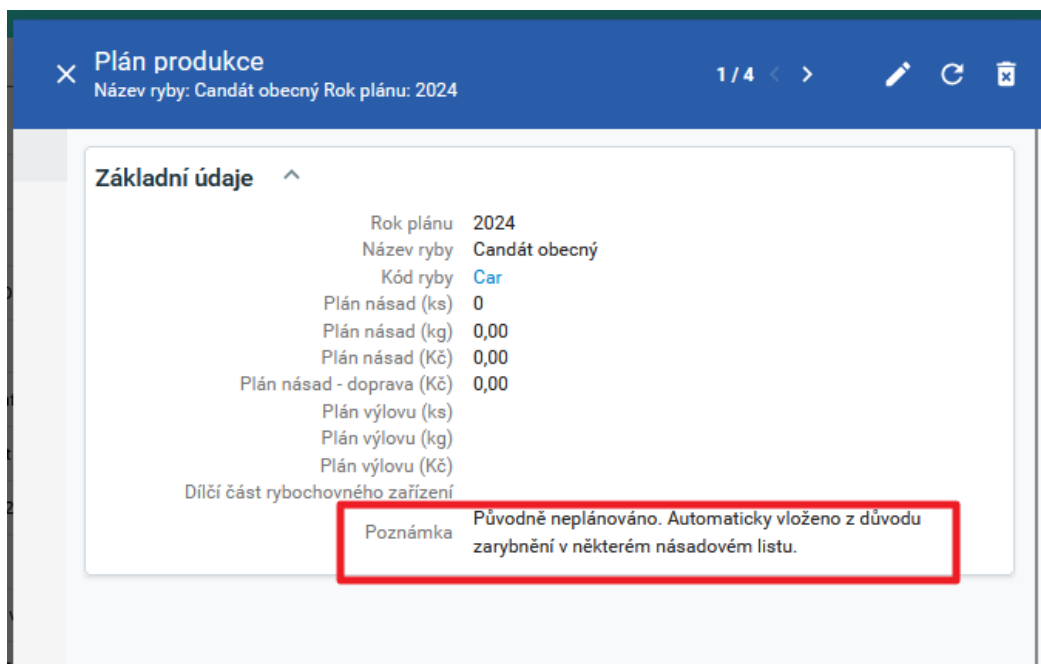 Plán produkce
Název ryby: Candát obecný Rok plánu: 2024
1 / 4
Základní údaje
Rok plánu 2024
Název ryby Candát obecný
Kód ryby Car
Plán násad (ks) 0
Plán násad (kg) 0,00
Plán násad (Kč) 0,00
Plán násad - doprava (Kč) 0,00
Plán výlovu (ks)
Plán výlovu (kg)
Plán výlovu (Kč)
Dílčí část rybochovného zařízení
Poznámka Původně neplánováno. Automaticky vloženo z důvodu
zarybnění v některém násadovém listu.